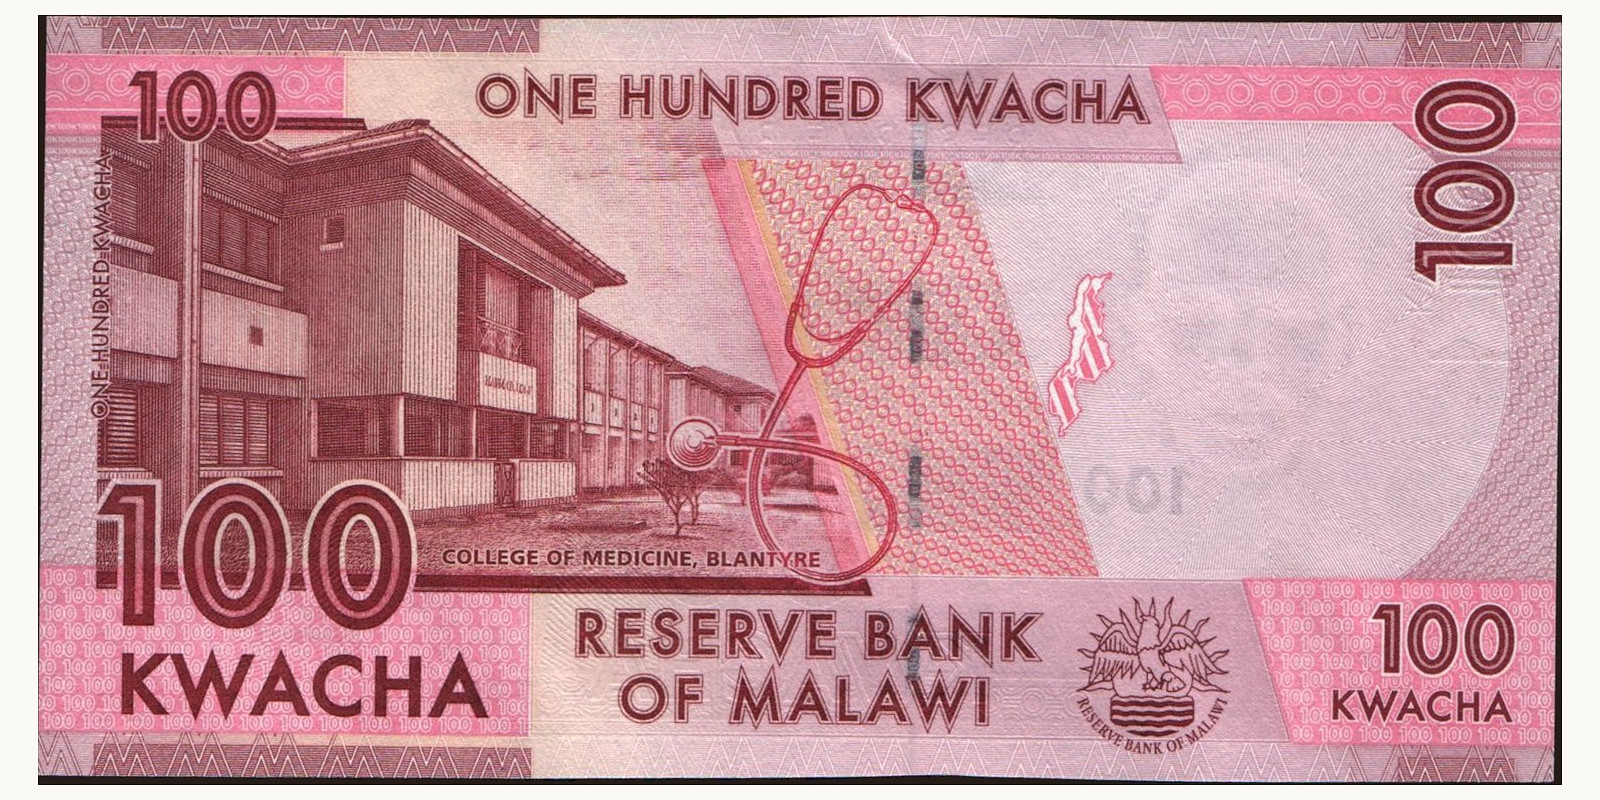 100
ONE HUNDRED KWACHA
100
ONE HUNDRED KWACHA
100
COLLEGE OF MEDICINE, BLANTYRE
100
KWACHA
RESERVE BANK
OF MALAWI
RESERVE BANK OF MALAWI
100
KWACHA